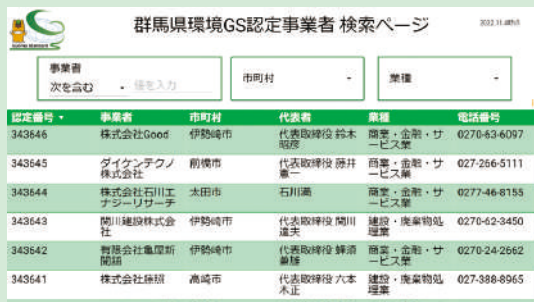 群馬県環境GS認定事業者 検索ページ
事業者
次を含む
値を入力
市町村
業種
認定番号 事業者 市町村 代表者 業種 電話番号
343646 株式会社Good 伊勢崎市 代表取締役 鈴木 商業・金融・サ 0270-63-6097
昭彦 ービス業
343645 ダイケンテクノ 前橋市 代表取締役 藤井 商業・金融・サ 027-266-5111
株式会社 憲一 ービス業
343644 株式会社石川エ 太田市 石川満 商業・金融・サ 0277-46-8155
ナジーリサーチ ービス業
343643 関川建設株式会 伊勢崎市 代表取締役 関川 建設・廃棄物処 0270-62-3450
社 達夫 理業
343642 有限会社亀屋新 伊勢崎市 代表取締役 蜂須 商業・金融・サ 0270-24-2662
聞舗 ービス業
343641 株式会社 高崎市 代表取締役 六本 建設・廃棄物処 027-388-8965
木正 理業